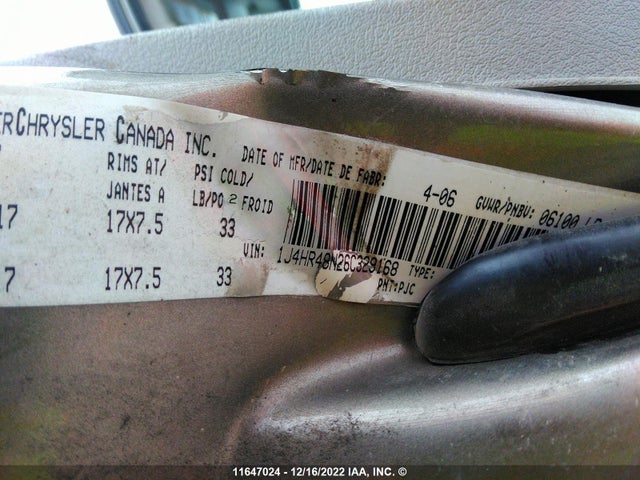 ERCHRYSLER CANADA INC.
DATE OF MFR/DATE DE FABR:
4-06
GVWR/PNBV: 06100
RIMS AT/
JANTES A
PSI COLD/
LB/PO2 FROID
17
17X7.5
33
7
17X7.5
33
VIN: 1J4HR48N26C329168
TYPE:
PNT:PJC
11647024 - 12/16/2022 IAA, INC. ©